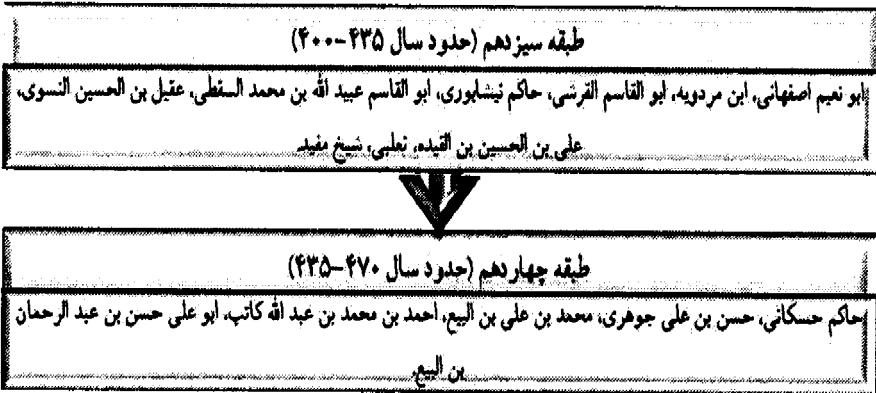 طبقه سیزدهم (حدود سال ۴۳۵-۴۰۰)
ابو نعیم اصفهانی، ابن مردویه، ابو القاسم القرشی، حاکم نیشابوری، ابو القاسم عبید الله بن محمد السقطی، عقیل بن الحسین النسوی،
علی بن الحسین بن القیده، ثعلبی، شیخ مفید.
طبقه چهاردهم (حدود سال ۴۷۰-۴۳۵)
حاکم حسکانی، حسن بن علی جوهری، محمد بن علی بن البیع، احمد بن محمد بن عبد الله کاتب، ابو علی حسن بن عبد الرحمان
بن البیع.